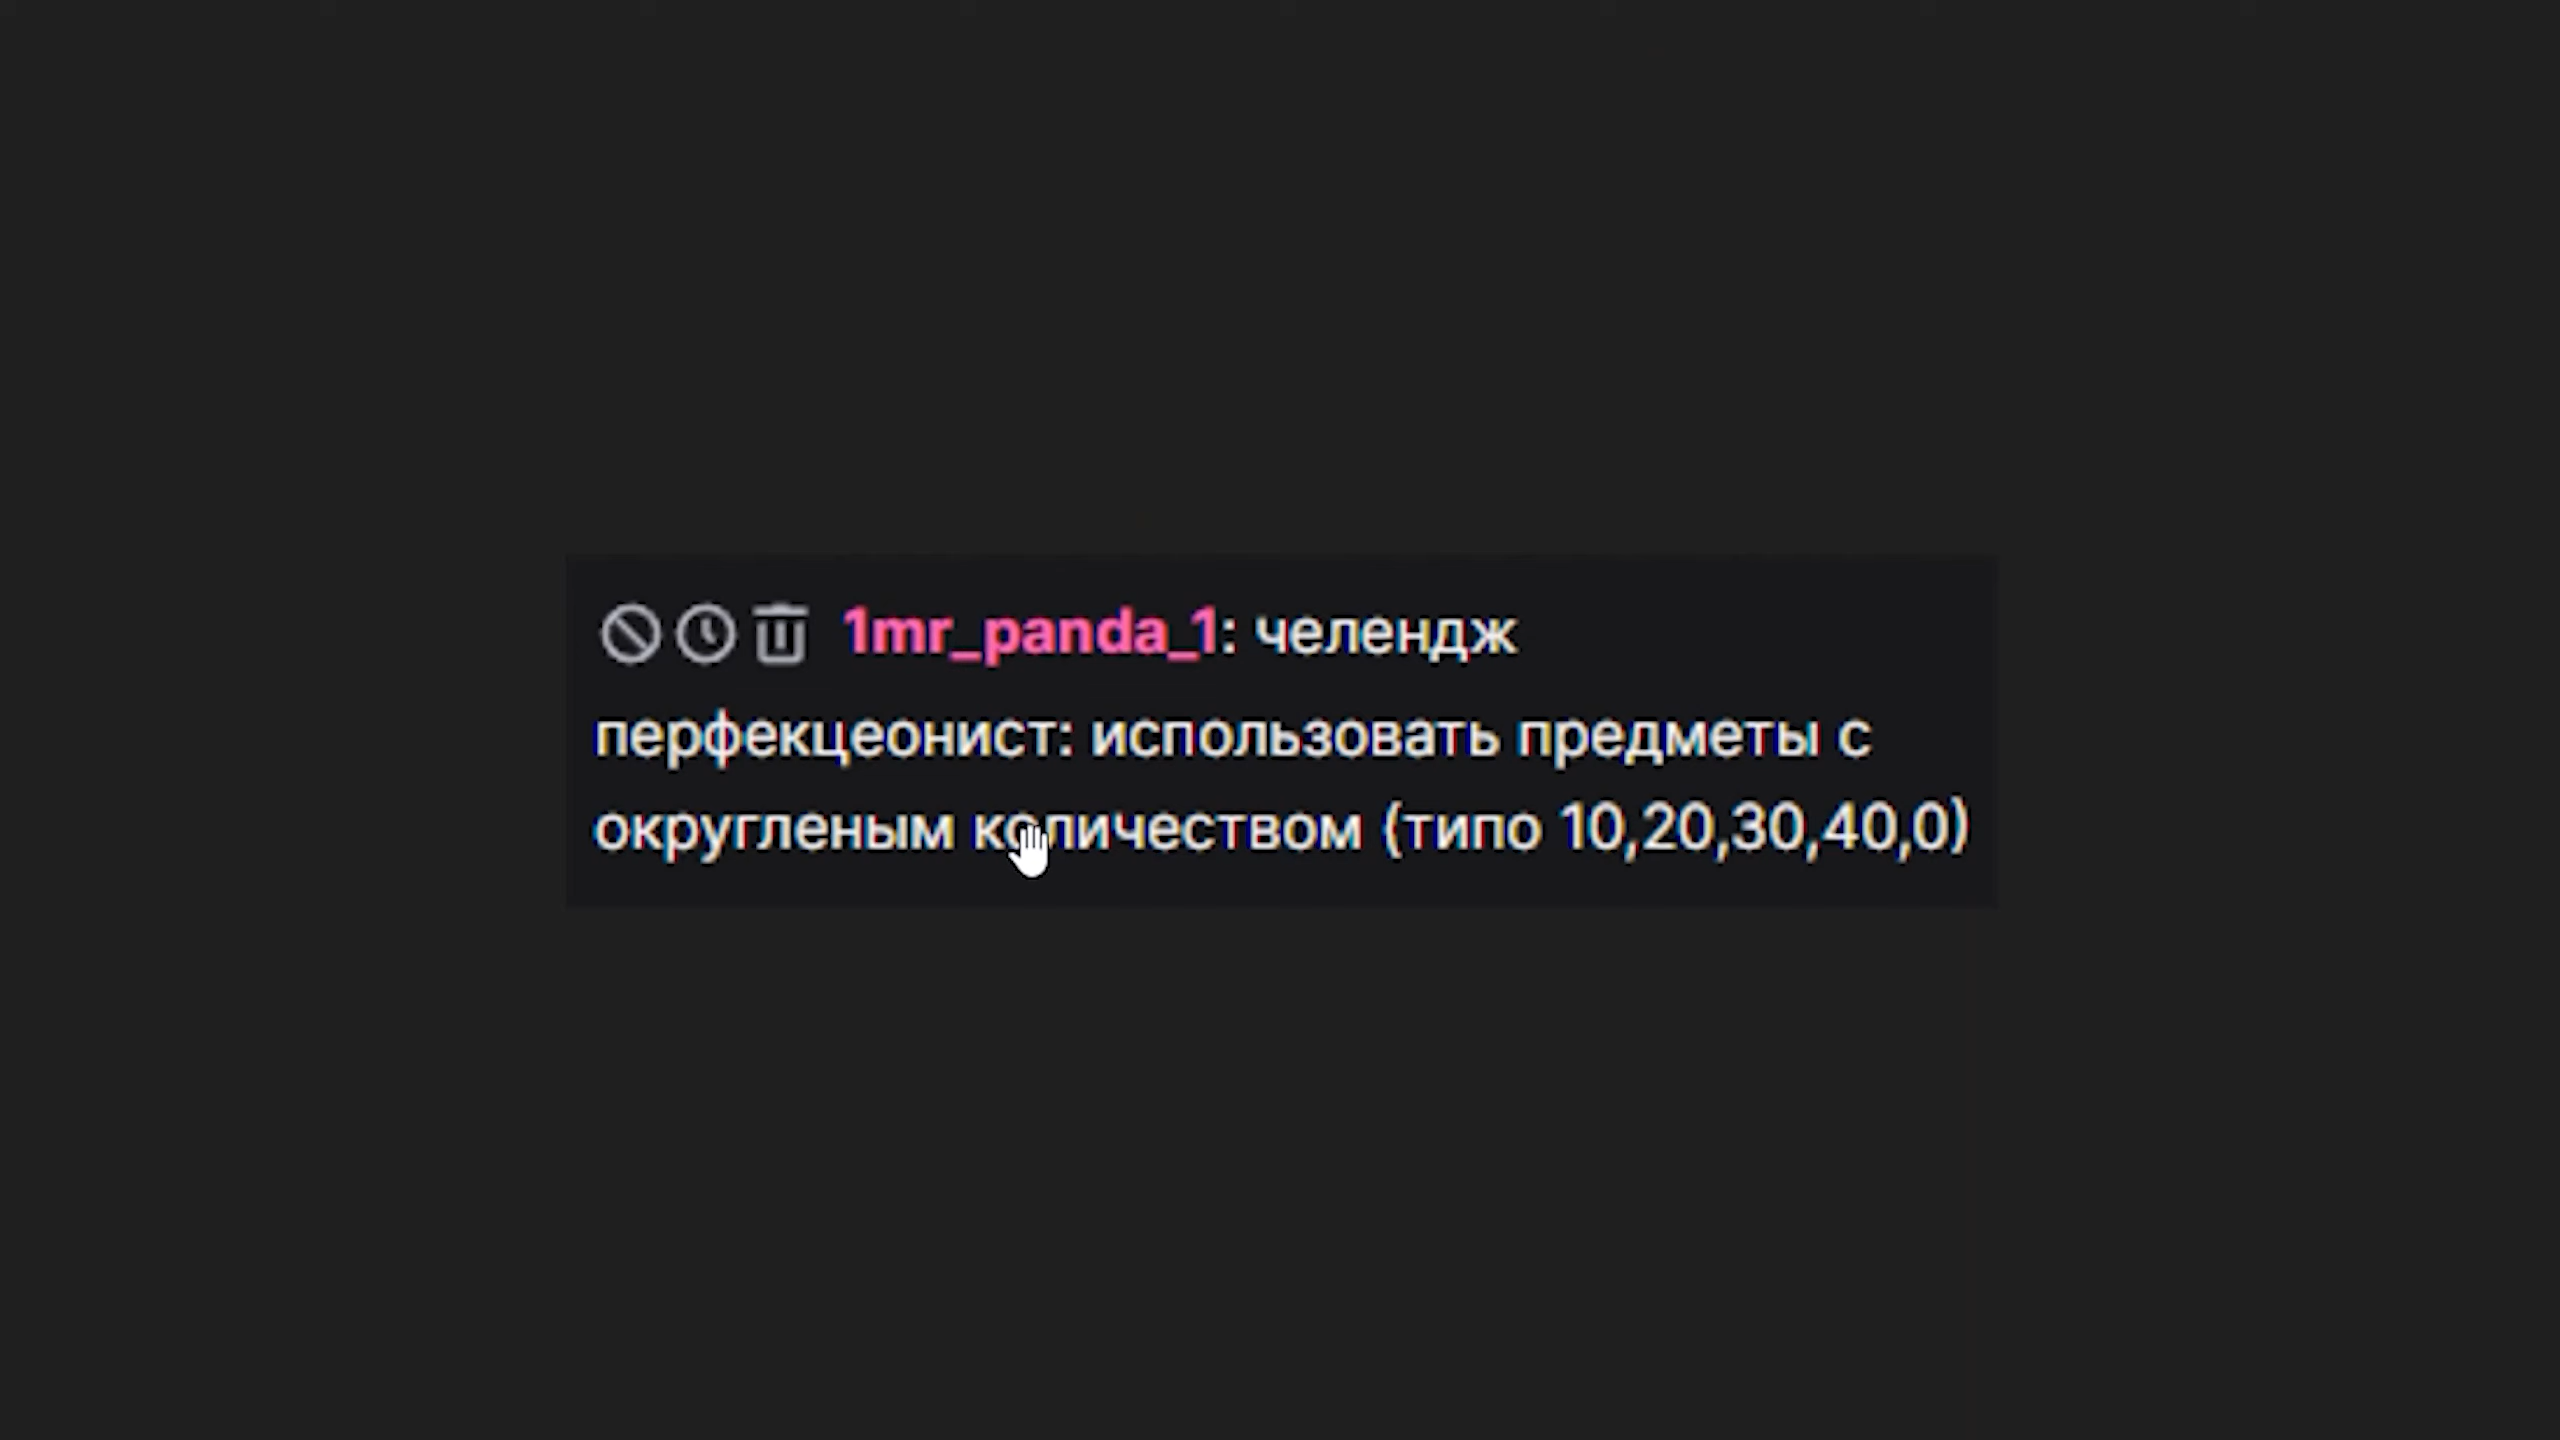 1mr_panda_1: челендж
перфекцеонист: использовать предметы с
округленым количеством (типо 10,20,30,40,0)